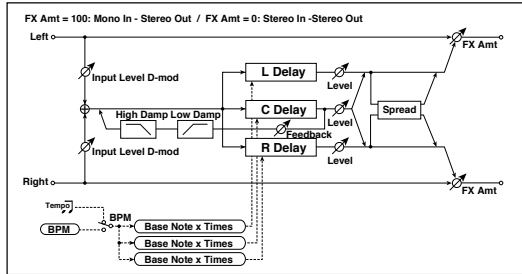 FX Amt = 100: Mono In - Stereo Out / FX Amt = 0: Stereo In -Stereo Out
Left
FX Amt
Input Level D-mod
L Delay
Level
High Damp Low Damp
C Delay
Level
Spread
Feedback
Input Level D-mod
R Delay
Level
Right
FX Amt
Tempo
BPM
BPM
Base Note x Times
Base Note x Times
Base Note x Times